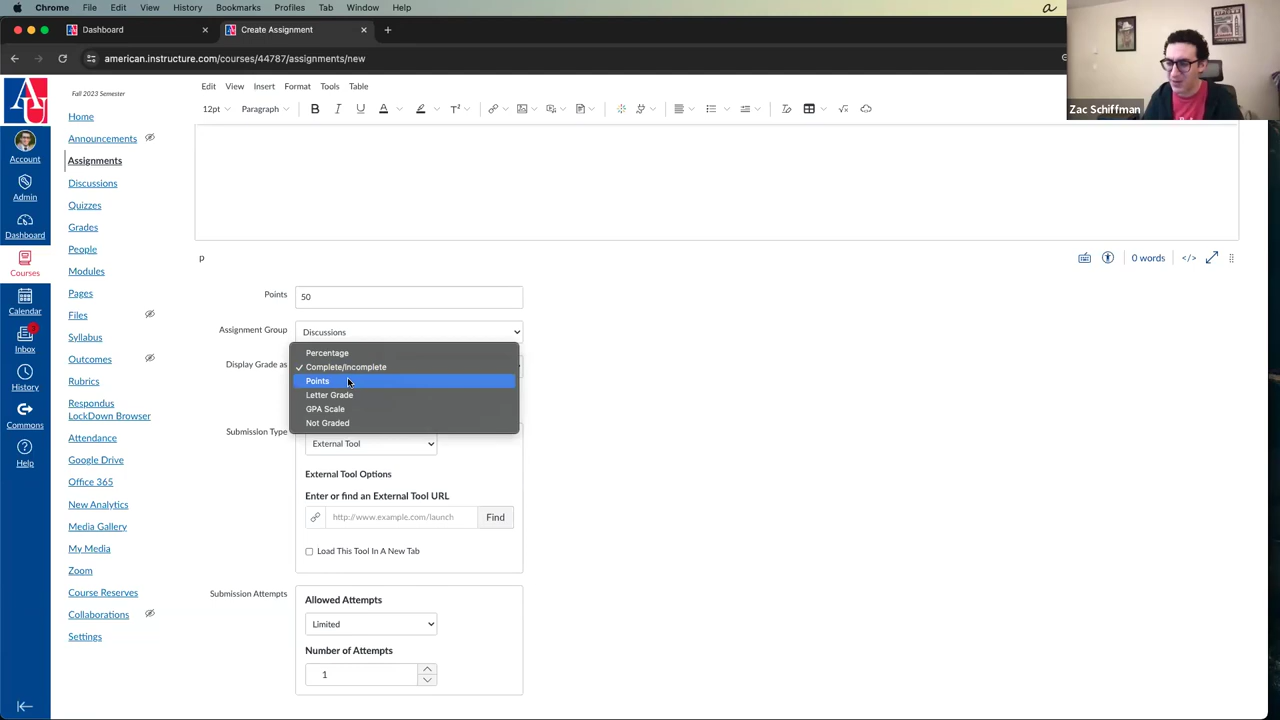 Chrome File Edit View History Bookmarks Profiles Tab Window Help
Dashboard
Create Assignment
american.instructure.com/courses/44787/assignments/new
Zac Schiffman
Account
Admin
Dashboard
Courses
Calendar
Inbox
History
Commons
Help
Fall 2023 Semester
Home
Announcements
Assignments
Discussions
Quizzes
Grades
People
Modules
Pages
Files
Syllabus
Outcomes
Rubrics
Respondus
LockDown Browser
Attendance
Google Drive
Office 365
New Analytics
Media Gallery
My Media
Zoom
Course Reserves
Collaborations
Settings
Edit View Insert Format Tools Table
12pt Paragraph B I U A T²
p
0 words </>
Points 50
Assignment Group Discussions
Display Grade as
Percentage
✓ Complete/Incomplete
Points
Letter Grade
GPA Scale
Not Graded
Submission Type External Tool
External Tool Options
Enter or find an External Tool URL
http://www.example.com/launch Find
Load This Tool In A New Tab
Submission Attempts
Allowed Attempts
Limited
Number of Attempts
1